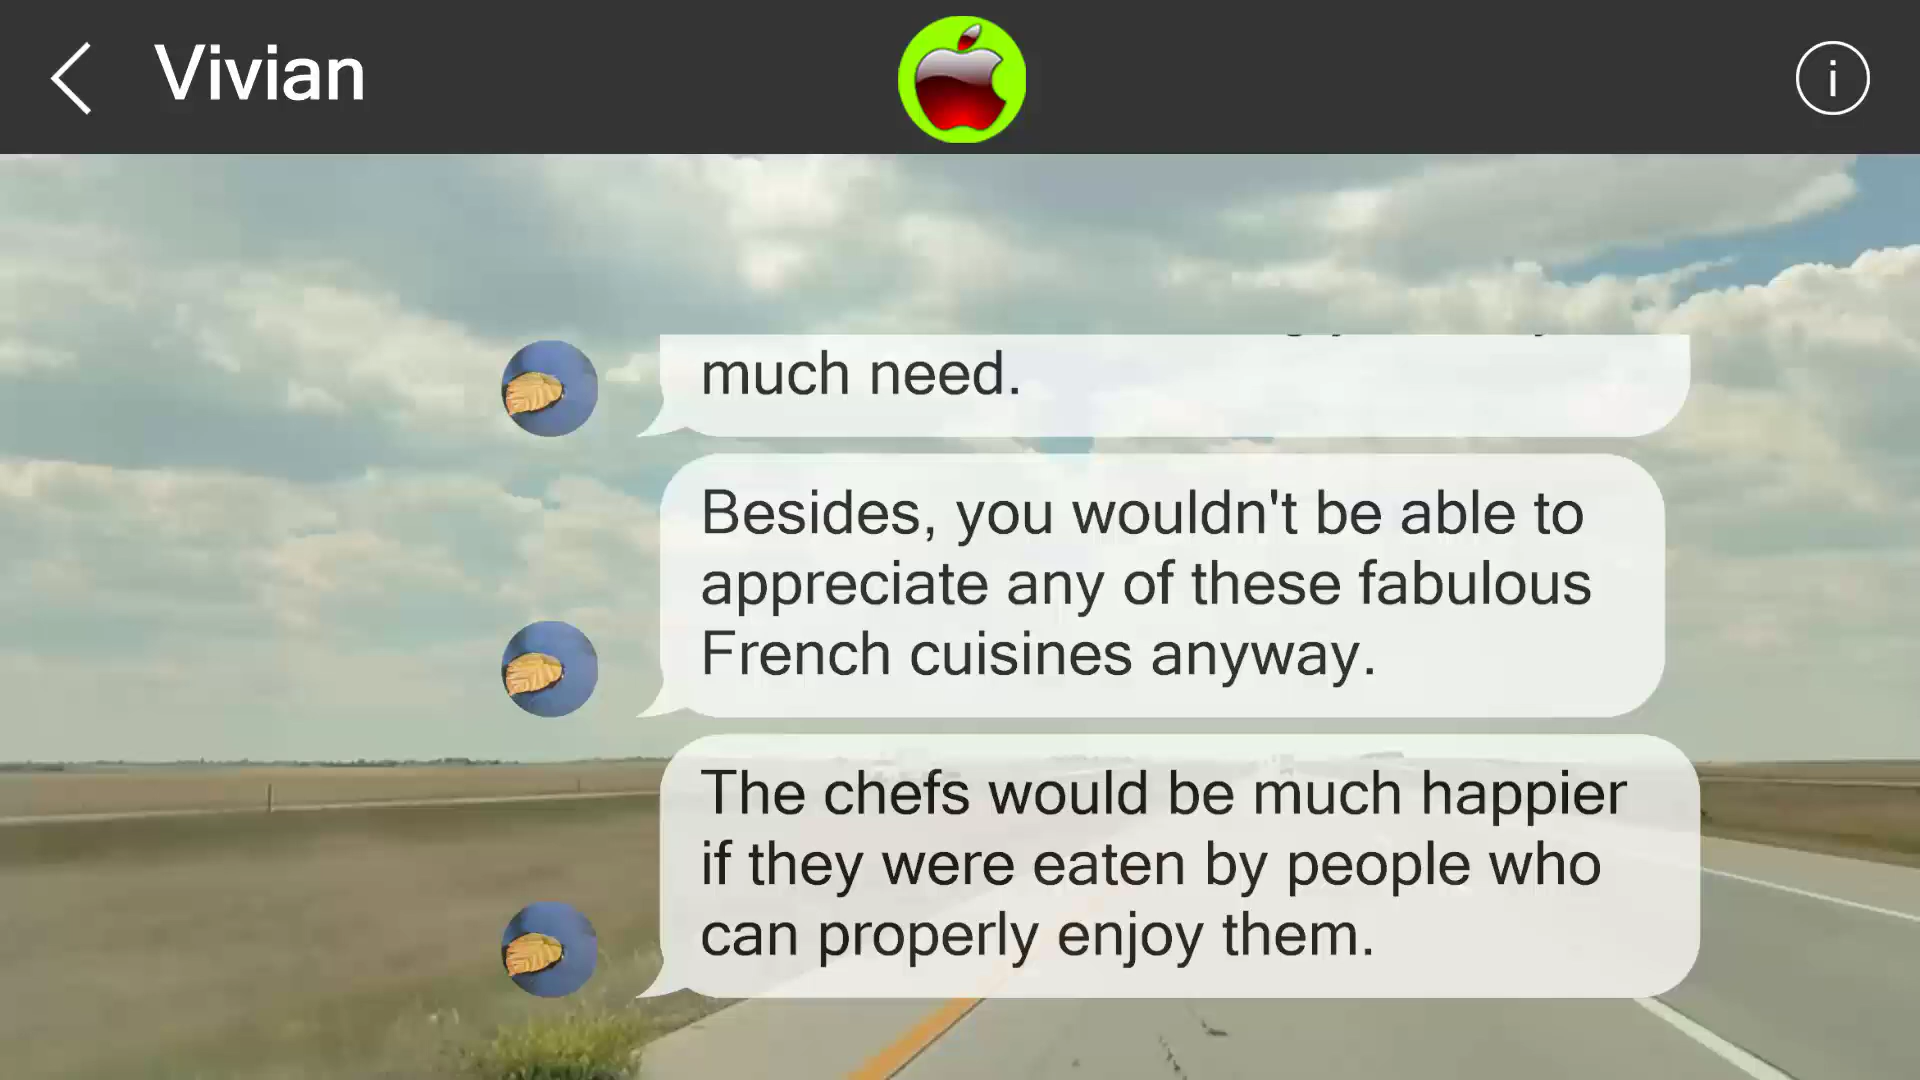 Vivian
much need.
Besides, you wouldn't be able to
appreciate any of these fabulous
French cuisines anyway.
The chefs would be much happier
if they were eaten by people who
can properly enjoy them.